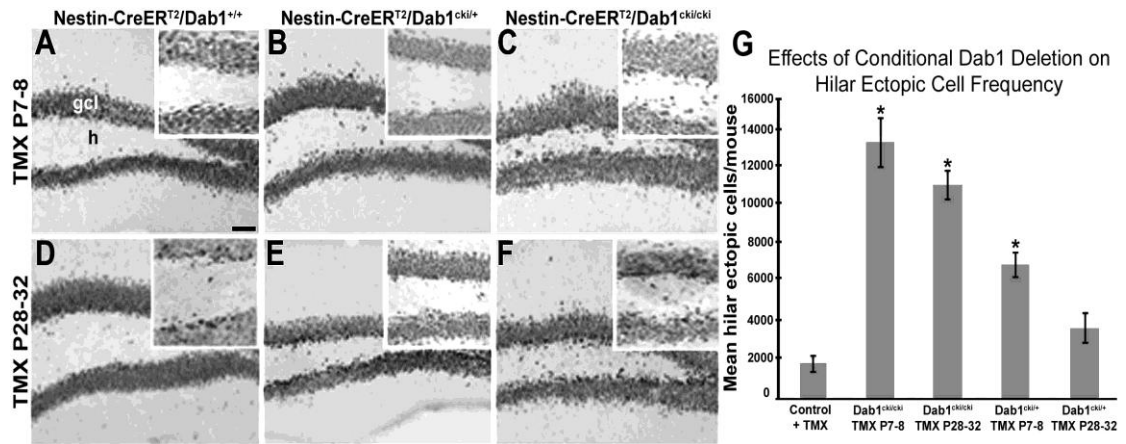 Nestin-CreER^T2/Dab1^+/+
Nestin-CreER^T2/Dab1^cki/+
Nestin-CreER^T2/Dab1^cki/cki
TMX P7-8
A
gcl
h
B
C
TMX P28-32
D
E
F
G
Effects of Conditional Dab1 Deletion on
Hilar Ectopic Cell Frequency
Mean hilar ectopic cells/mouse
16000
14000
12000
10000
8000
6000
4000
2000
0
*
*
*
Control
+ TMX
Dab1^cki/cki
TMX P7-8
Dab1^cki/cki
TMX P28-32
Dab1^cki/+
TMX P7-8
Dab1^cki/+
TMX P28-32